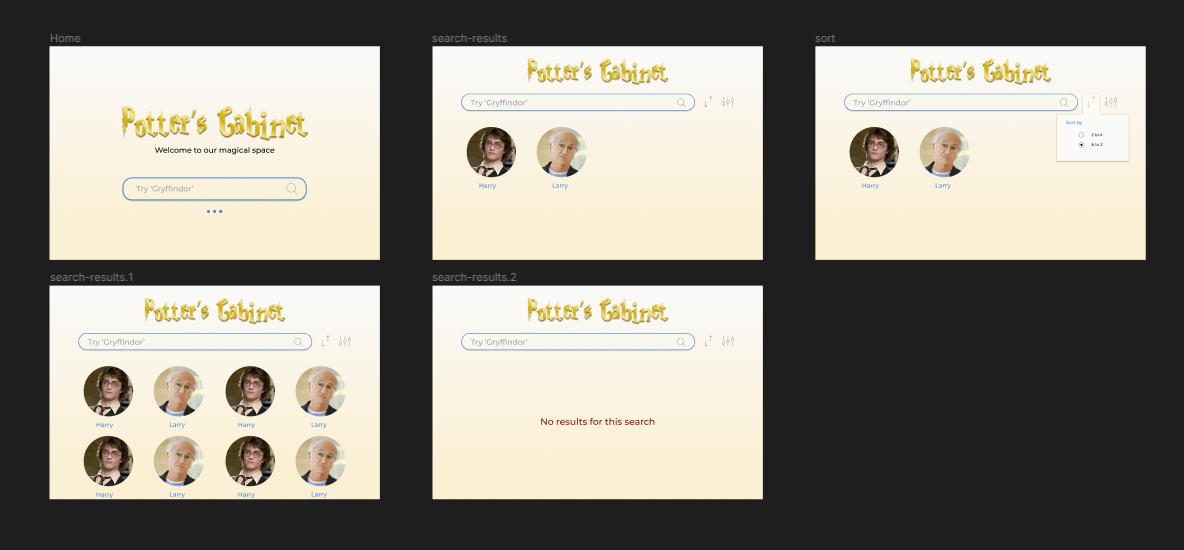 Home
Potter's Cabinet
Welcome to our magical space
Try 'Gryffindor'
search-results
Potter's Cabinet
Try 'Gryffindor'
Harry
Larry
sort
Potter's Cabinet
Try 'Gryffindor'
Sort by
Z to A
A to Z
Harry
Larry
search-results.1
Potter's Cabinet
Try 'Gryffindor'
Harry Larry Harry Larry
Harry Larry Harry Larry
search-results.2
Potter's Cabinet
Try 'Gryffindor'
No results for this search